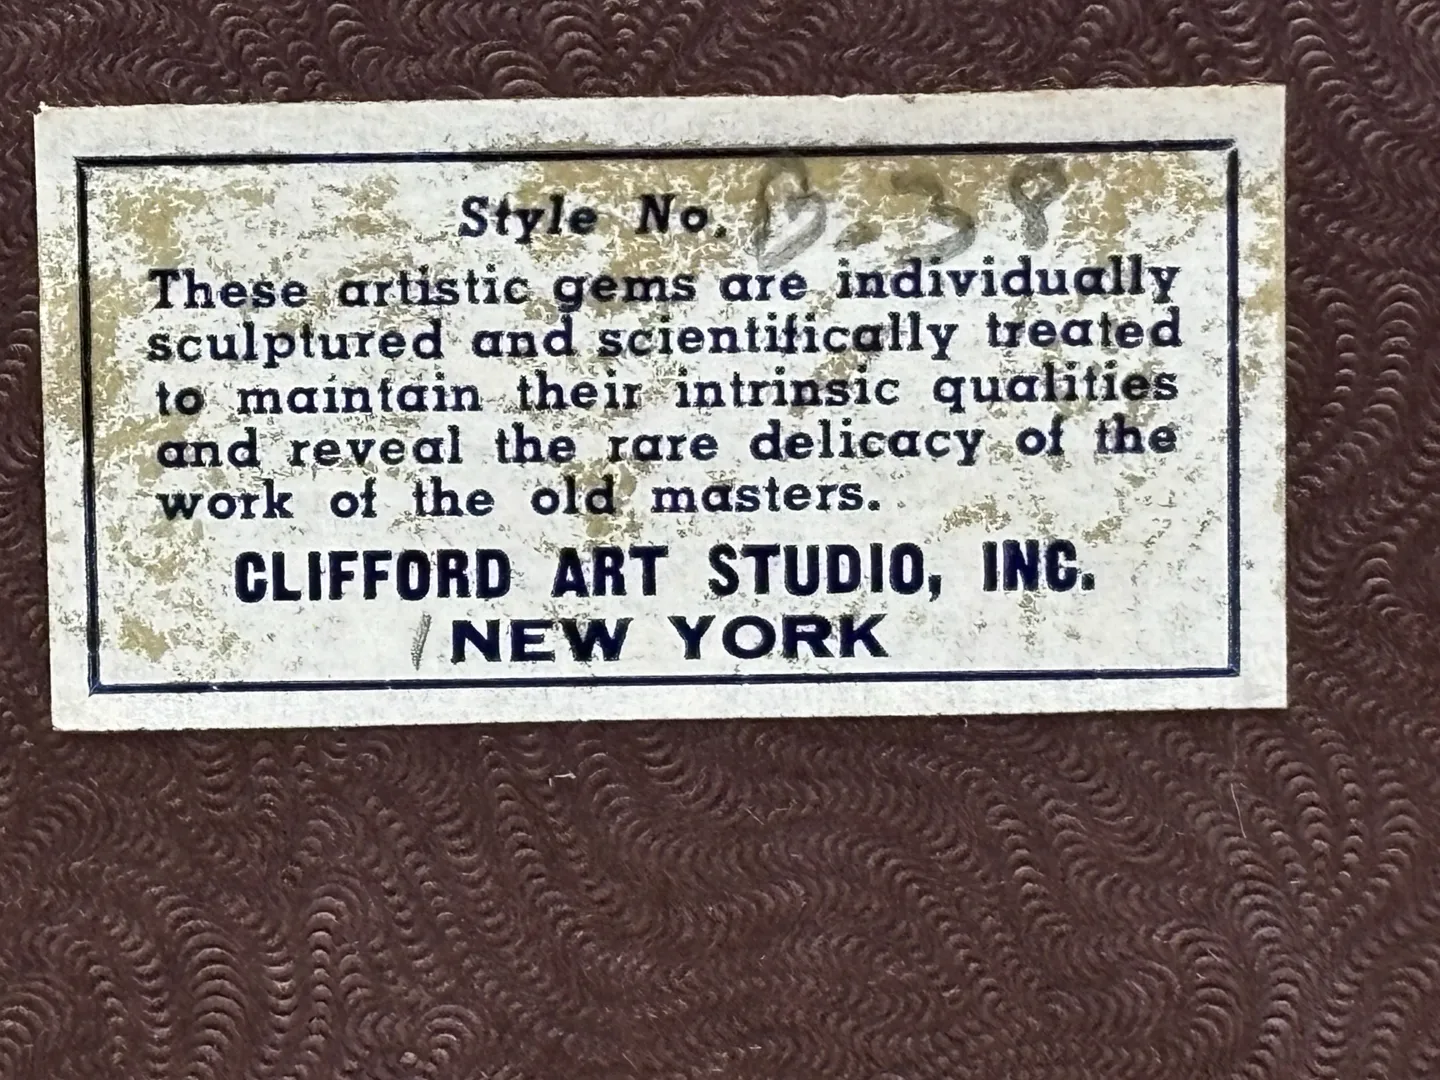 Style No. B-38
These artistic gems are individually
sculptured and scientifically treated
to maintain their intrinsic qualities
and reveal the rare delicacy of the
work of the old masters.
CLIFFORD ART STUDIO, INC.
NEW YORK